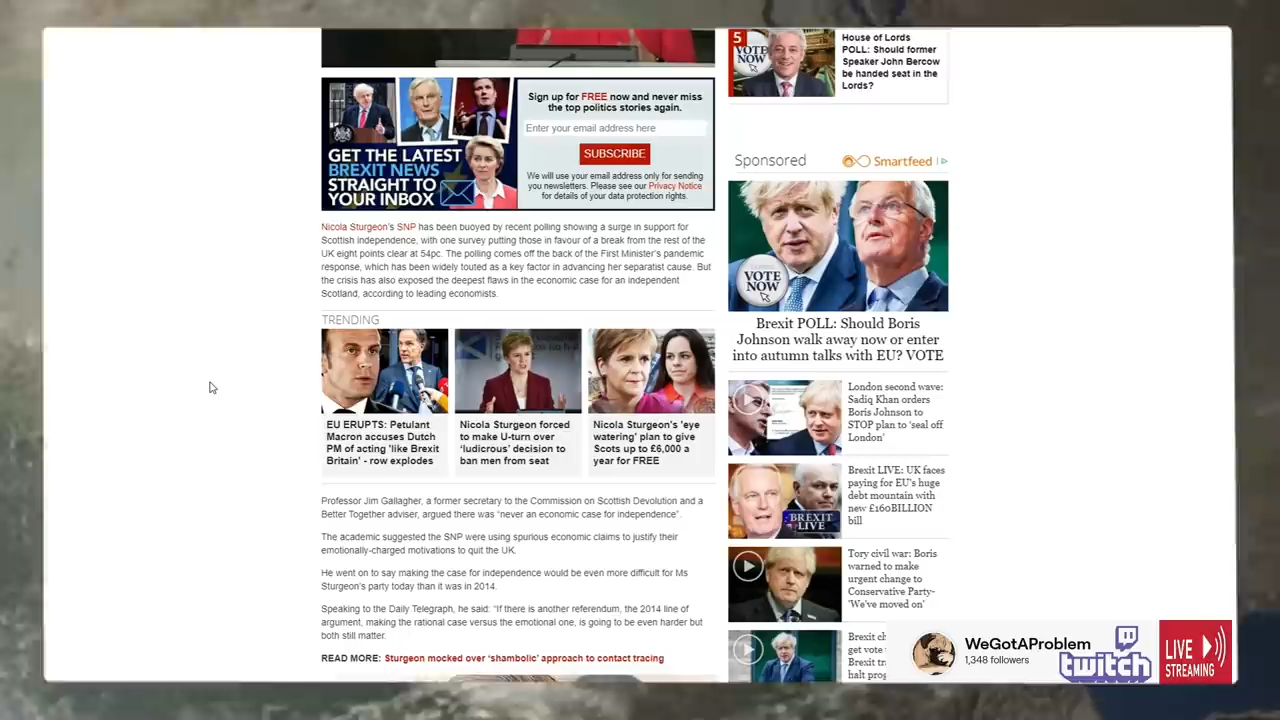 5
VOTE
NOW
House of Lords
POLL: Should former
Speaker John Bercow
be handed seat in the
Lords?
GET THE LATEST
BREXIT NEWS
STRAIGHT TO
YOUR INBOX
Sign up for FREE now and never miss
the top politics stories again.
Enter your email address here
SUBSCRIBE
We will use your email address only for sending
you newsletters. Please see our Privacy Notice
for details of your data protection rights.
Nicola Sturgeon's SNP has been buoyed by recent polling showing a surge in support for
Scottish independence, with one survey putting those in favour of a break from the rest of the
UK eight points clear at 54pc. The polling comes off the back of the First Minister's pandemic
response, which has been widely touted as a key factor in advancing her separatist cause. But
the crisis has also exposed the deepest flaws in the economic case for an independent
Scotland, according to leading economists.
TRENDING
EU ERUPTS: Petulant
Macron accuses Dutch
PM of acting 'like Brexit
Britain' - row explodes
Nicola Sturgeon forced
to make U-turn over
'ludicrous' decision to
ban men from seat
Nicola Sturgeon's 'eye
watering' plan to give
Scots up to £6,000 a
year for FREE
Professor Jim Gallagher, a former secretary to the Commission on Scottish Devolution and a
Better Together adviser, argued there was "never an economic case for independence".
The academic suggested the SNP were using spurious economic claims to justify their
emotionally-charged motivations to quit the UK.
He went on to say making the case for independence would be even more difficult for Ms
Sturgeon's party today than it was in 2014.
Speaking to the Daily Telegraph, he said: "If there is another referendum, the 2014 line of
argument, making the rational case versus the emotional one, is going to be even harder but
both still matter.
READ MORE: Sturgeon mocked over 'shambolic' approach to contact tracing
Sponsored
Smartfeed
VOTE
NOW
Brexit POLL: Should Boris
Johnson walk away now or enter
into autumn talks with EU? VOTE
London second wave:
Sadiq Khan orders
Boris Johnson to
STOP plan to 'seal off
London'
BREXIT
LIVE
Brexit LIVE: UK faces
paying for EU's huge
debt mountain with
new £160BILLION
bill
Tory civil war: Boris
warned to make
urgent change to
Conservative Party-
'We've moved on'
Brexit
get vote
Brexit
halt
WeGotAProblem
1,348 followers
twitch
LIVE
STREAMING